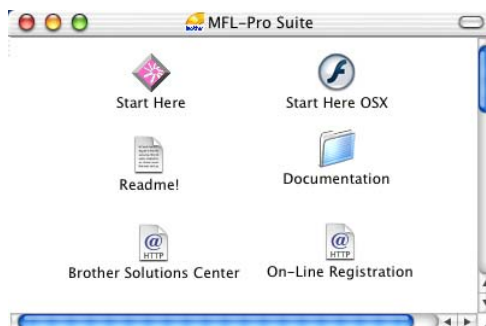 MFL-Pro Suite
Start Here
Start Here OSX
Readme!
Documentation
@
HTTP
@
HTTP
Brother Solutions Center
On-Line Registration